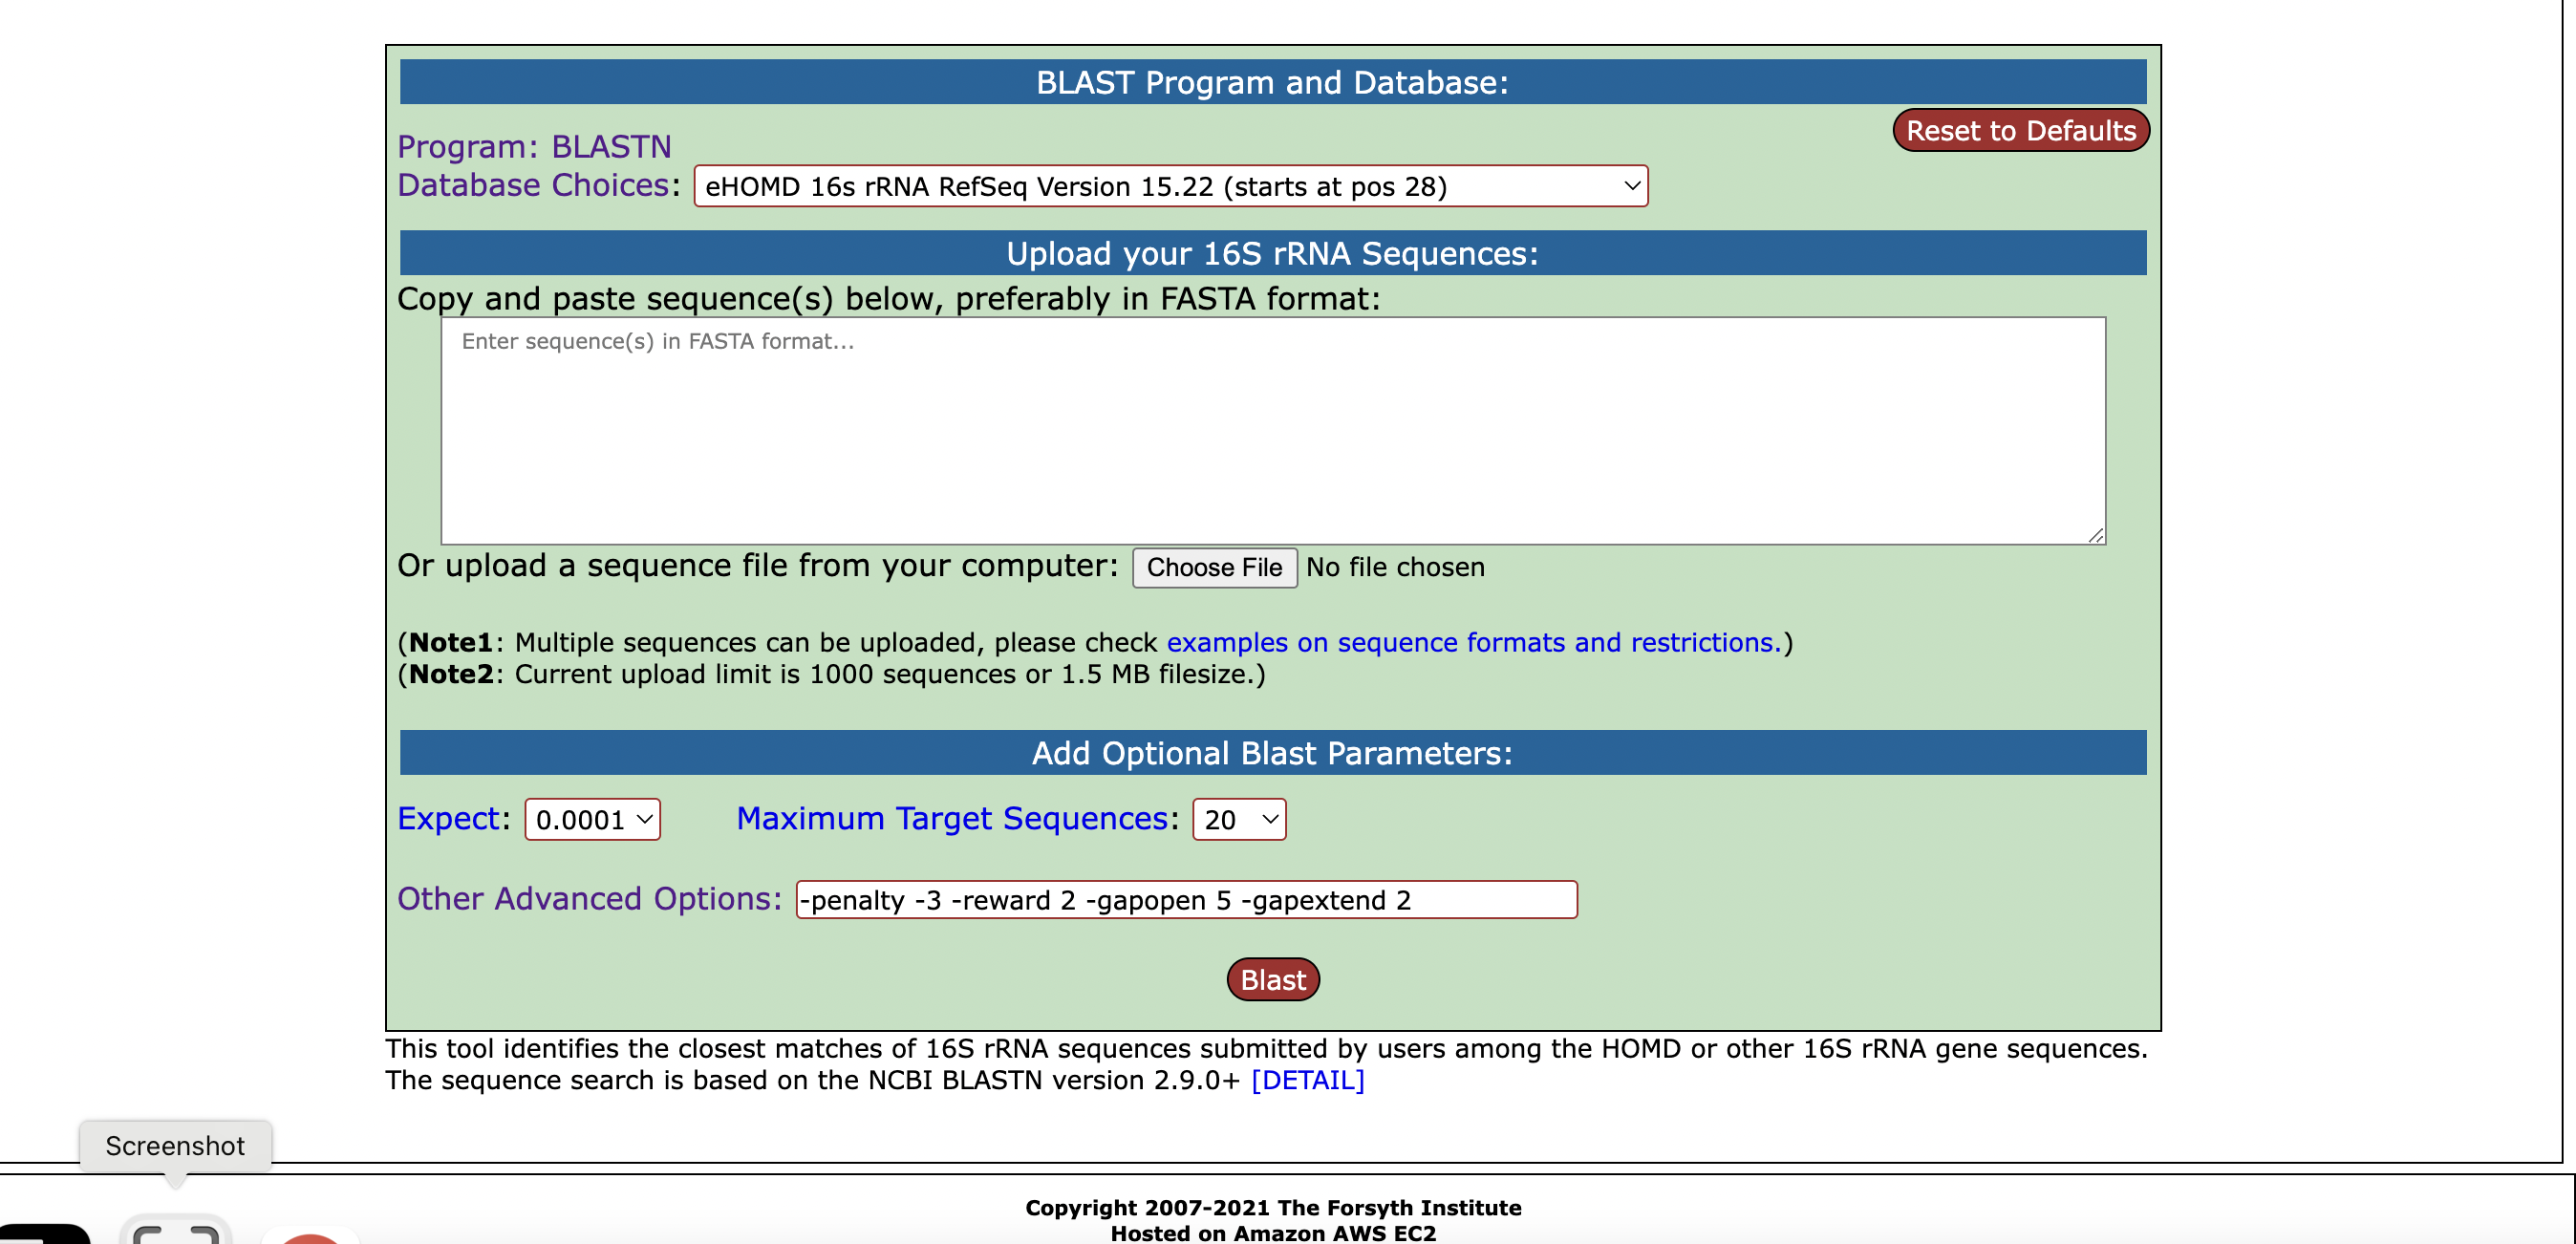 BLAST Program and Database:
Reset to Defaults
Program: BLASTN
Database Choices: eHOMD 16s rRNA RefSeq Version 15.22 (starts at pos 28)
Upload your 16S rRNA Sequences:
Copy and paste sequence(s) below, preferably in FASTA format:
Enter sequence(s) in FASTA format...
Or upload a sequence file from your computer: Choose File No file chosen
(Note1: Multiple sequences can be uploaded, please check examples on sequence formats and restrictions.)
(Note2: Current upload limit is 1000 sequences or 1.5 MB filesize.)
Add Optional Blast Parameters:
Expect: 0.0001 Maximum Target Sequences: 20
Other Advanced Options: -penalty -3 -reward 2 -gapopen 5 -gapextend 2
Blast
This tool identifies the closest matches of 16S rRNA sequences submitted by users among the HOMD or other 16S rRNA gene sequences.
The sequence search is based on the NCBI BLASTN version 2.9.0+ [DETAIL]
Screenshot
Copyright 2007-2021 The Forsyth Institute
Hosted on Amazon AWS EC2